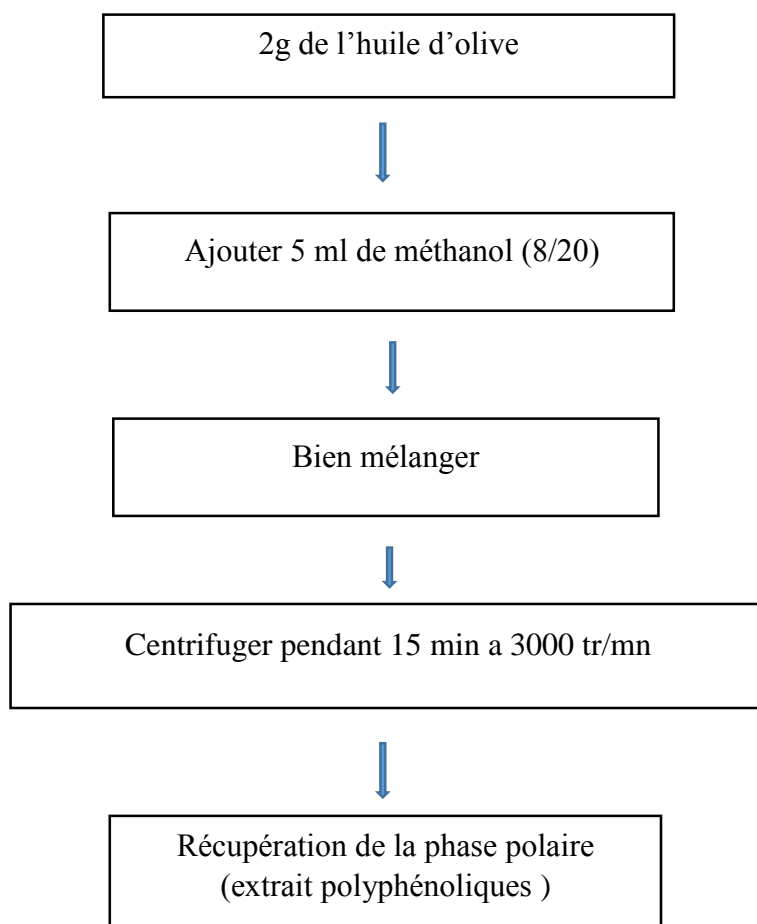 2g de l’huile d’olive
Ajouter 5 ml de méthanol (8/20)
Bien mélanger
Centrifuger pendant 15 min a 3000 tr/mn
Récupération de la phase polaire
(extrait polyphénoliques )